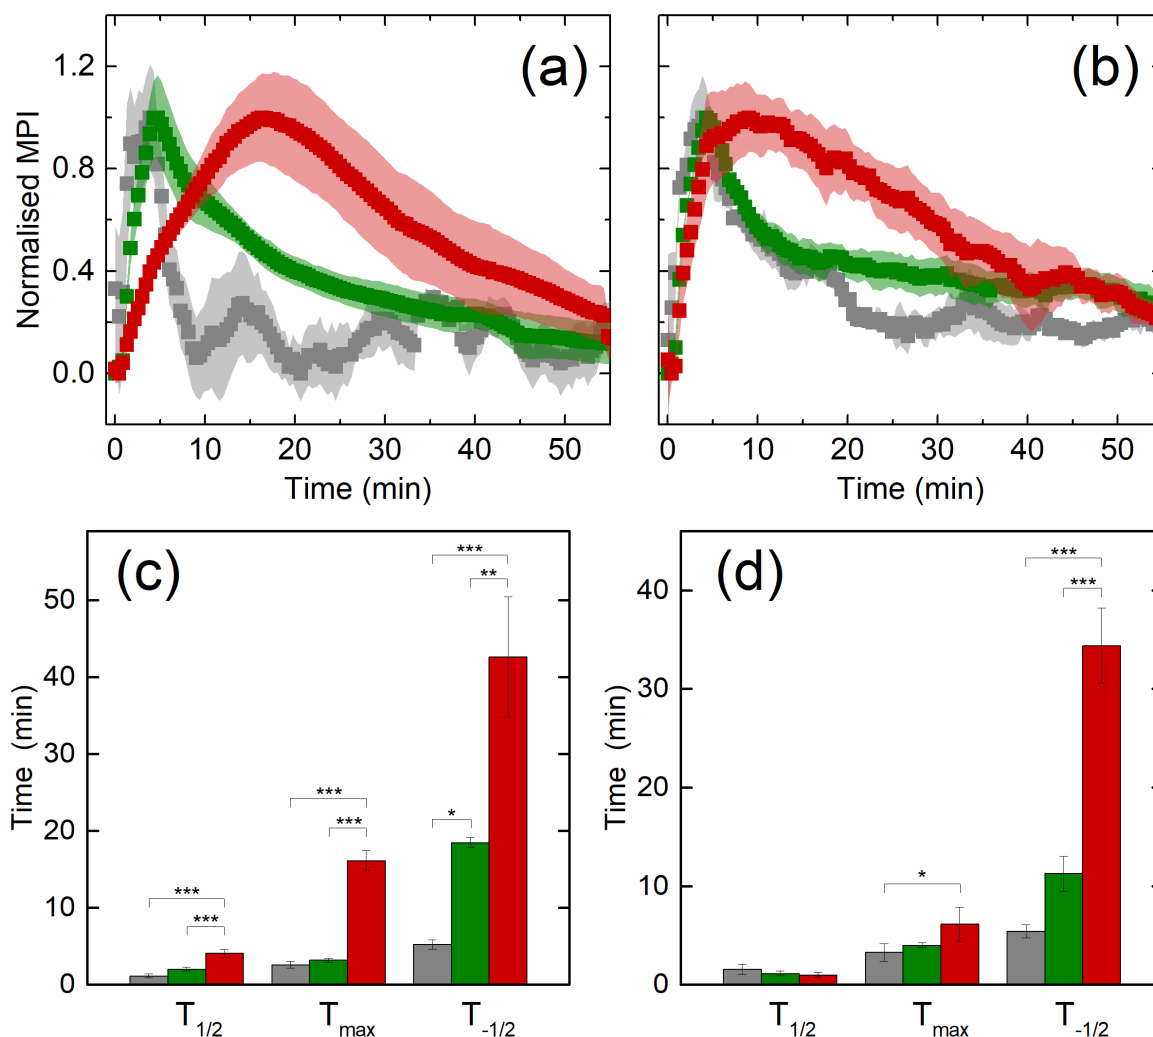 (a)
(b)
Normalised MPI
1.2
0.8
0.4
0.0
0 10 20 30 40 50
0 10 20 30 40 50
Time (min)
Time (min)
(c)
(d)
Time (min)
50
40
30
20
10
0
*** *** *** *** * *** **
T1/2 Tmax T-1/2
Time (min)
40
30
20
10
0
* *** ***
T1/2 Tmax T-1/2